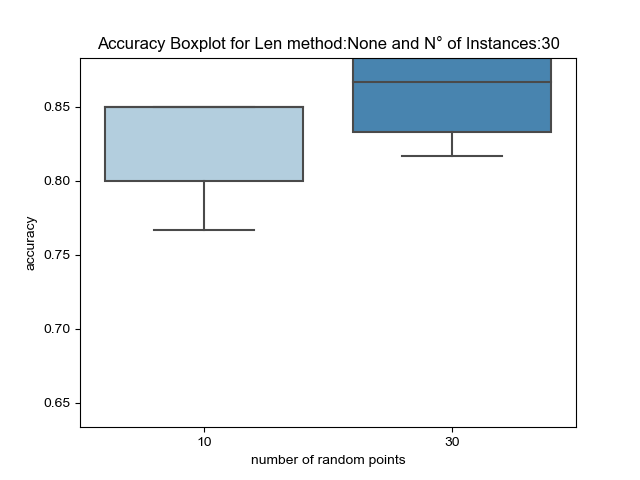 Accuracy Boxplot for Len method:None and N° of Instances:30
0.85
0.80
0.75
0.70
0.65
accuracy
10
30
number of random points